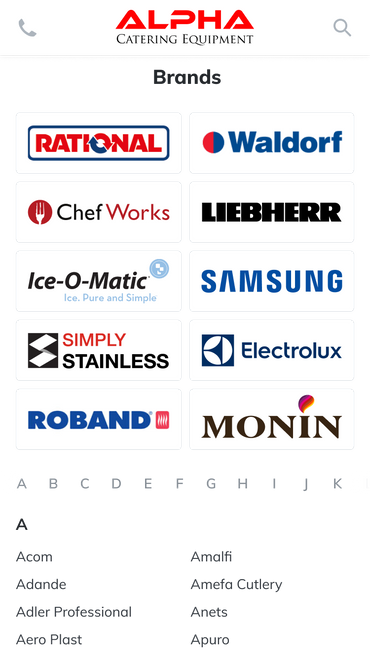 ALPHA
CATERING EQUIPMENT
Brands
RATIONAL
Waldorf
Chef Works
LIEBHERR
Ice-O-Matic
Ice. Pure and Simple
SAMSUNG
SIMPLY
STAINLESS
Electrolux
ROBAND
MONIN
A B C D E F G H I J K
A
Acom
Amalfi
Adande
Amefa Cutlery
Adler Professional
Anets
Aero Plast
Apuro